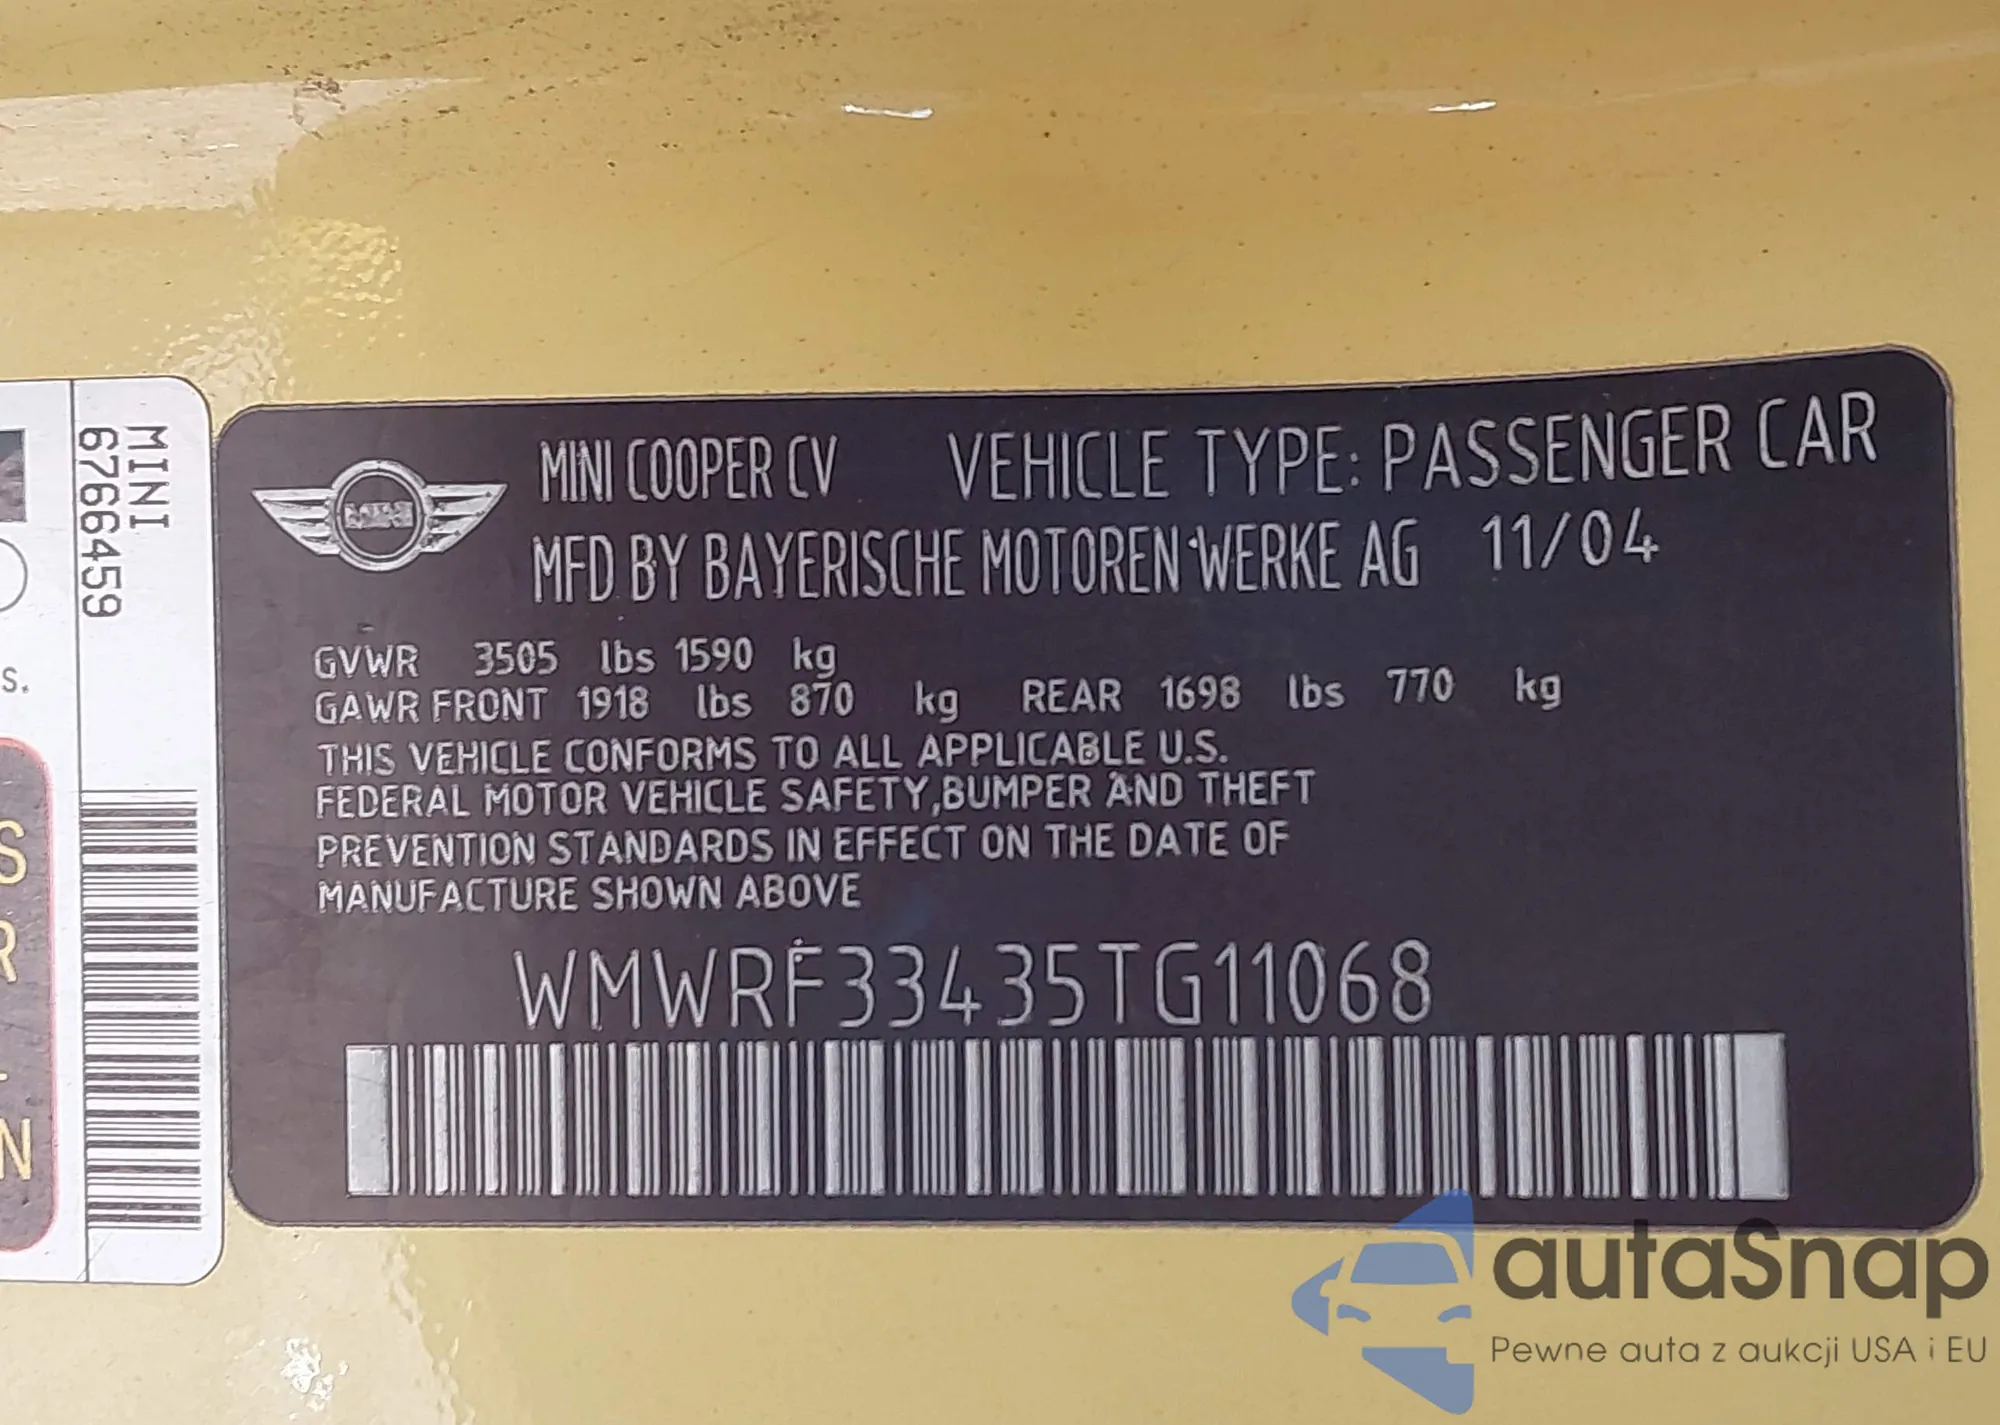 MINI
6766459
s.
S
R
N
MINI
MINI COOPER CV VEHICLE TYPE: PASSENGER CAR
MFD BY BAYERISCHE MOTOREN WERKE AG 11/04
GVWR 3505 lbs 1590 kg
GAWR FRONT 1918 lbs 870 kg REAR 1698 lbs 770 kg
THIS VEHICLE CONFORMS TO ALL APPLICABLE U.S.
FEDERAL MOTOR VEHICLE SAFETY,BUMPER AND THEFT
PREVENTION STANDARDS IN EFFECT ON THE DATE OF
MANUFACTURE SHOWN ABOVE
WMWRF33435TG11068
autaSnap
Pewne auta z aukcji USA i EU